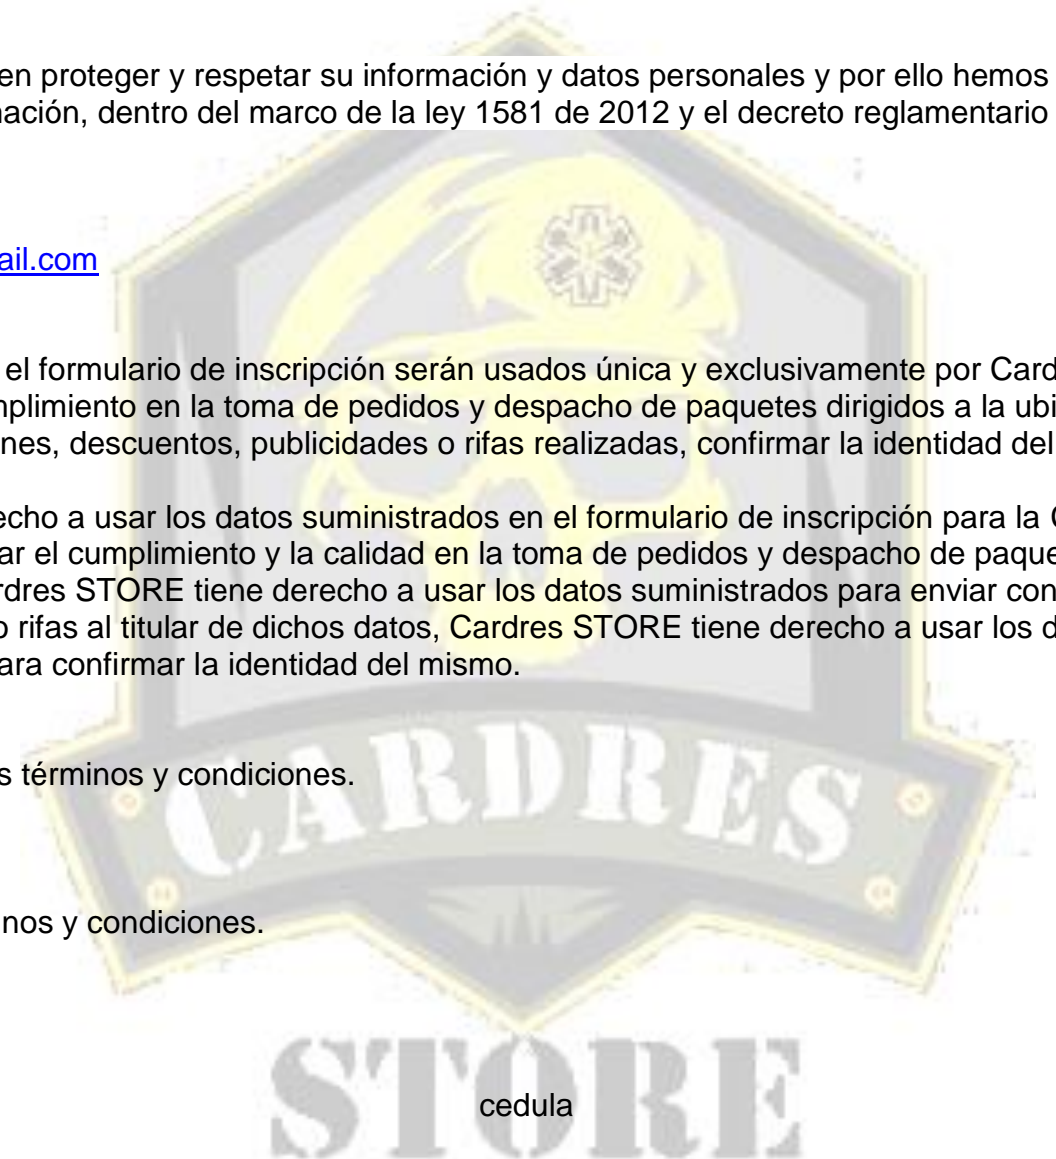 en proteger y respetar su información y datos personales y por ello hemos
nación, dentro del marco de la ley 1581 de 2012 y el decreto reglamentario
ail.com
el formulario de inscripción serán usados única y exclusivamente por Card
mplimiento en la toma de pedidos y despacho de paquetes dirigidos a la ubi
nes, descuentos, publicidades o rifas realizadas, confirmar la identidad del
echo a usar los datos suministrados en el formulario de inscripción para la
ar el cumplimiento y la calidad en la toma de pedidos y despacho de paque
rdres STORE tiene derecho a usar los datos suministrados para enviar con
o rifas al titular de dichos datos, Cardres STORE tiene derecho a usar los d
ara confirmar la identidad del mismo.
s términos y condiciones.
CARDRES
nos y condiciones.
STORE
cedula